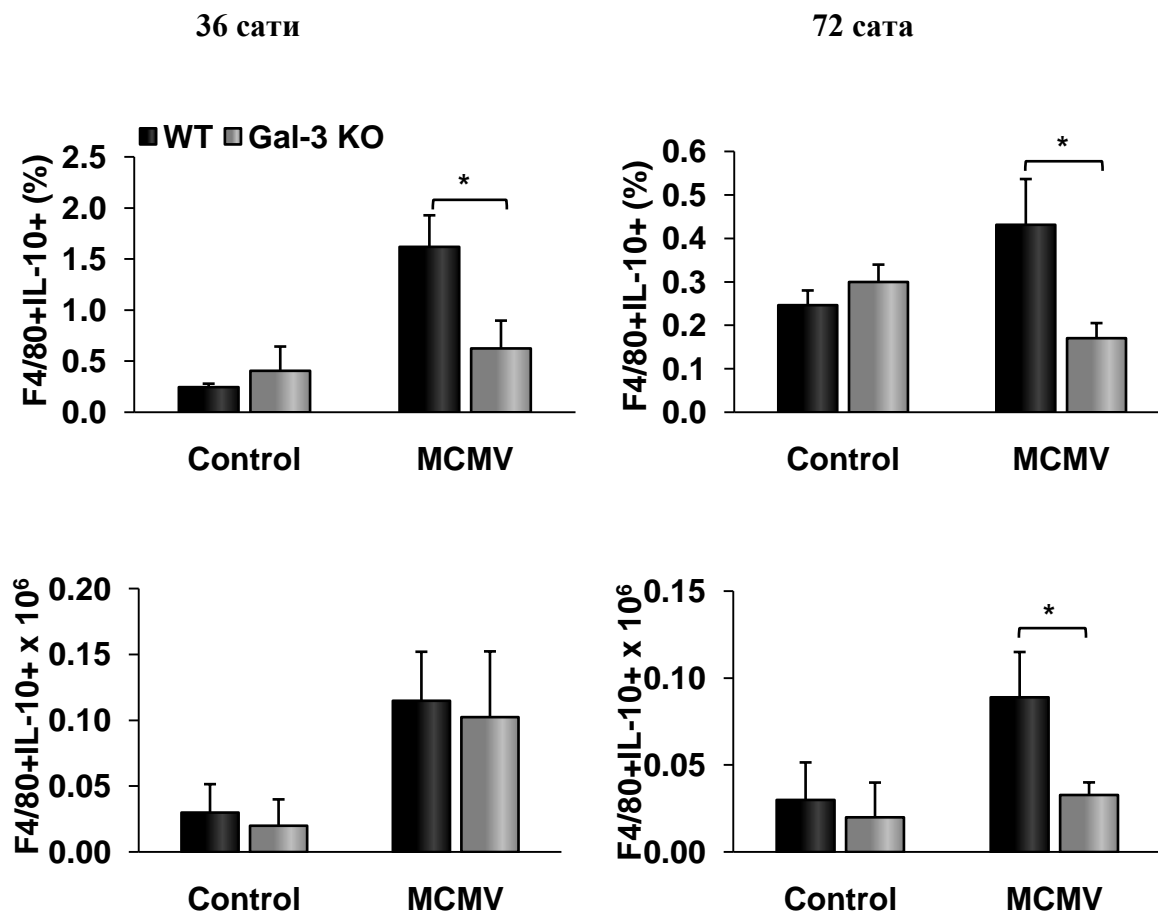 36 сати
72 сата
WT Gal-3 KO
F4/80+IL-10+ (%)
2.5
2.0
1.5
1.0
0.5
0.0
*
Control MCMV
F4/80+IL-10+ (%)
0.6
0.5
0.4
0.3
0.2
0.1
0.0
*
Control MCMV
F4/80+IL-10+ x 10⁶
0.20
0.15
0.10
0.05
0.00
Control MCMV
F4/80+IL-10+ x 10⁶
0.15
0.10
0.05
0.00
*
Control MCMV